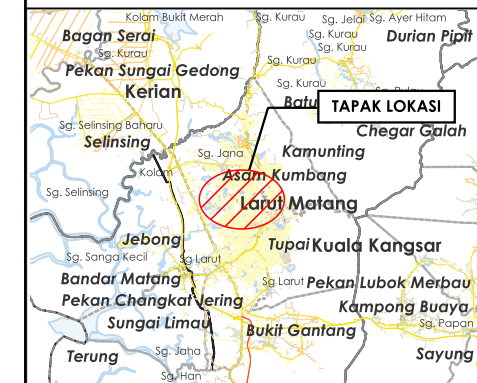 Kolam Bukit Merah
Sg. Kurau
Sg. Jelai
Sg. Ayer Hitam
Bagan Serai
Sg. Kurau
Durian Pipit
Sg. Kurau
Sg. Kurau
Sg. Kurau
Pekan Sungai Gedong
Sg. Kurau
Kerian
Batu
TAPAK LOKASI
Sg. Selinsing Baharu
Chegar Galah
Selinsing
Sg. Jana
Kamunting
Kolam
Asam Kumbang
Sg. Selinsing
Larut Matang
Jebong
Tupai
Kuala Kangsar
Sg. Sanga Kecil
Sg Larut
Bandar Matang
Sg Larut
Pekan Lubok Merbau
Pekan Changkat Jering
Kampong Buaya
Sungai Limau
Bukit Gantang
Sg. Papan
Terung
Sg. Jaha
Sayung
Sg. Han